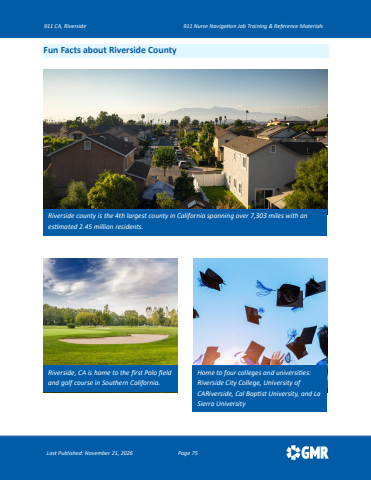 911 CA, Riverside
911 Nurse Navigation Job Training & Reference Materials
Fun Facts about Riverside County
Riverside county is the 4th largest county in California spanning over 7,303 miles with an
estimated 2.45 million residents.
Riverside, CA is home to the first Polo field
and golf course in Southern California.
Home to four colleges and universities:
Riverside City College, University of
CARiverside, Cal Baptist University, and La
Sierra University
Last Published: November 21, 2026
Page 75
GMR